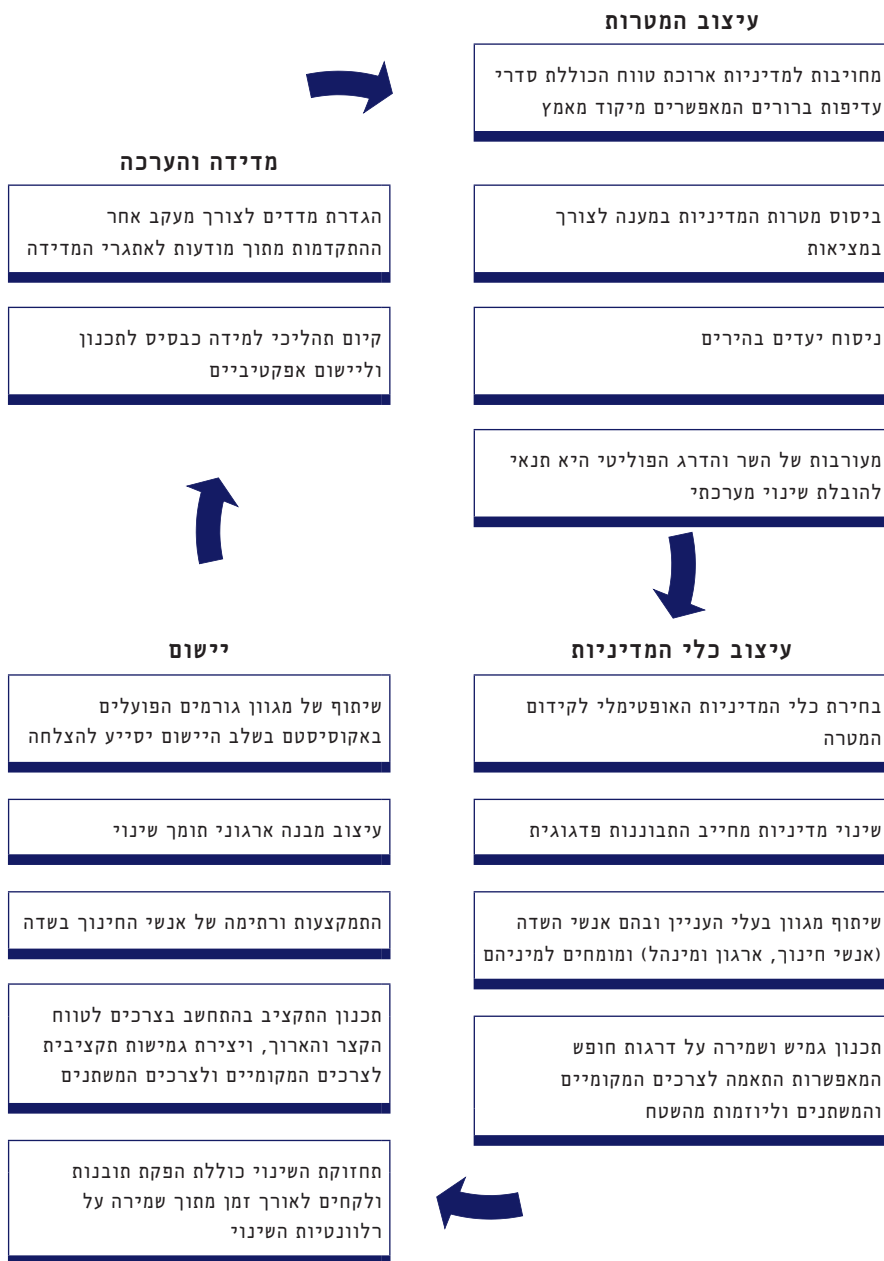 עיצוב המטרות
מחויבות למדיניות ארוכת טווח הכוללת סדרי
עדיפות ברורים המאפשרים מיקוד מאמץ
ביסוס מטרות המדיניות במענה לצורך
במציאות
ניסוח יעדים בהירים
מעורבות של השר והדרג הפוליטי היא תנאי
להובלת שינוי מערכתי
עיצוב כלי המדיניות
בחירת כלי המדיניות האופטימלי לקידום
המטרה
שינוי מדיניות מחייב התבוננות פדגוגית
שיתוף מגוון בעלי העניין ובהם אנשי השדה
(אנשי חינוך, ארגון ומינהל) ומומחים למיניהם
תכנון גמיש ושמירה על דרגות חופש
המאפשרות התאמה לצרכים המקומיים
והמשתנים וליוזמות מהשטח
יישום
שיתוף של מגוון גורמים הפועלים
באקוסיסטם בשלב היישום יסייע להצלחה
עיצוב מבנה ארגוני תומך שינוי
התמקצעות ורתימה של אנשי החינוך בשדה
תכנון התקציב בהתחשב בצרכים לטווח
הקצר והארוך, ויצירת גמישות תקציבית
לצרכים המקומיים ולצרכים המשתנים
תחזוקת השינוי כוללת הפקת תובנות
ולקחים לאורך זמן מתוך שמירה על
רלוונטיות השינוי
מדידה והערכה
הגדרת מדדים לצורך מעקב אחר
ההתקדמות מתוך מודעות לאתגרי המדידה
קיום תהליכי למידה כבסיס לתכנון
וליישום אפקטיביים